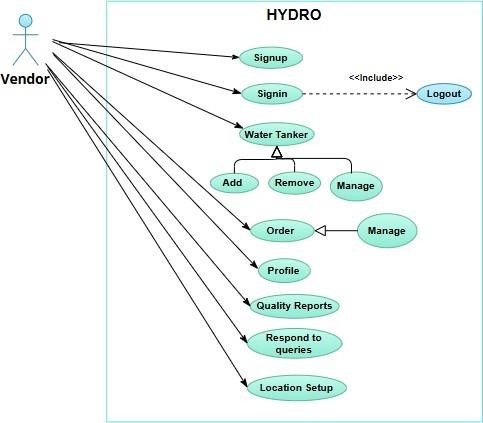 HYDRO
Vendor
Signup
<<Include>>
Signin
Logout
Water Tanker
Add
Remove
Manage
Order
Manage
Profile
Quality Reports
Respond to
queries
Location Setup